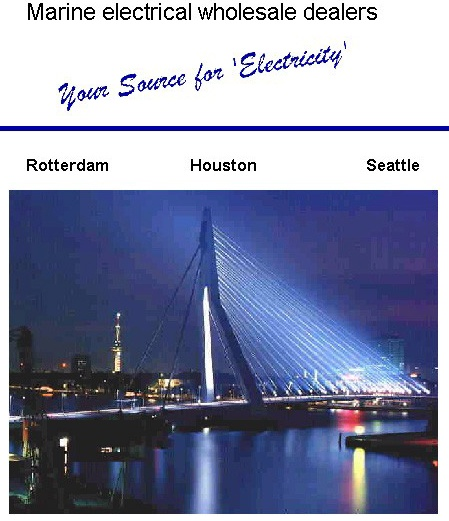 Marine electrical wholesale dealers
Your Source for 'Electricity'
Rotterdam Houston Seattle